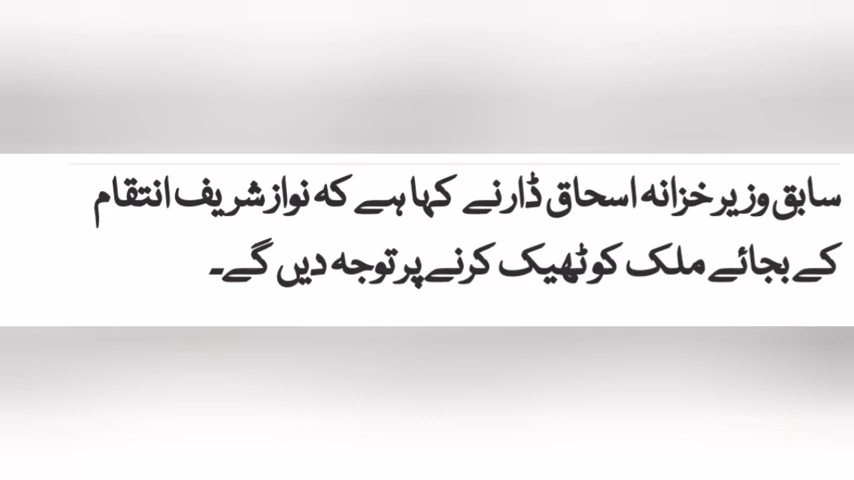 سابق وزیر خزانہ اسحاق ڈار نے کہا ہے کہ نواز شریف انتقام
کے بجائے ملک کو ٹھیک کرنے پر توجہ دیں گے۔